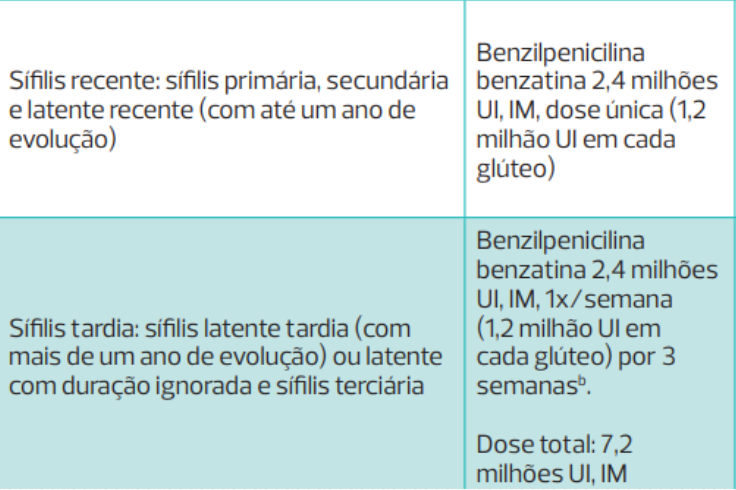 Sífilis recente: sífilis primária, secundária
e latente recente (com até um ano de
evolução)
Benzilpenicilina
benzatina 2,4 milhões
UI, IM, dose única (1,2
milhão UI em cada
glúteo)
Sífilis tardia: sífilis latente tardia (com
mais de um ano de evolução) ou latente
com duração ignorada e sífilis terciária
Benzilpenicilina
benzatina 2,4 milhões
UI, IM, 1x/semana
(1,2 milhão UI em
cada glúteo) por 3
semanasᵇ.
Dose total: 7,2
milhões UI, IM